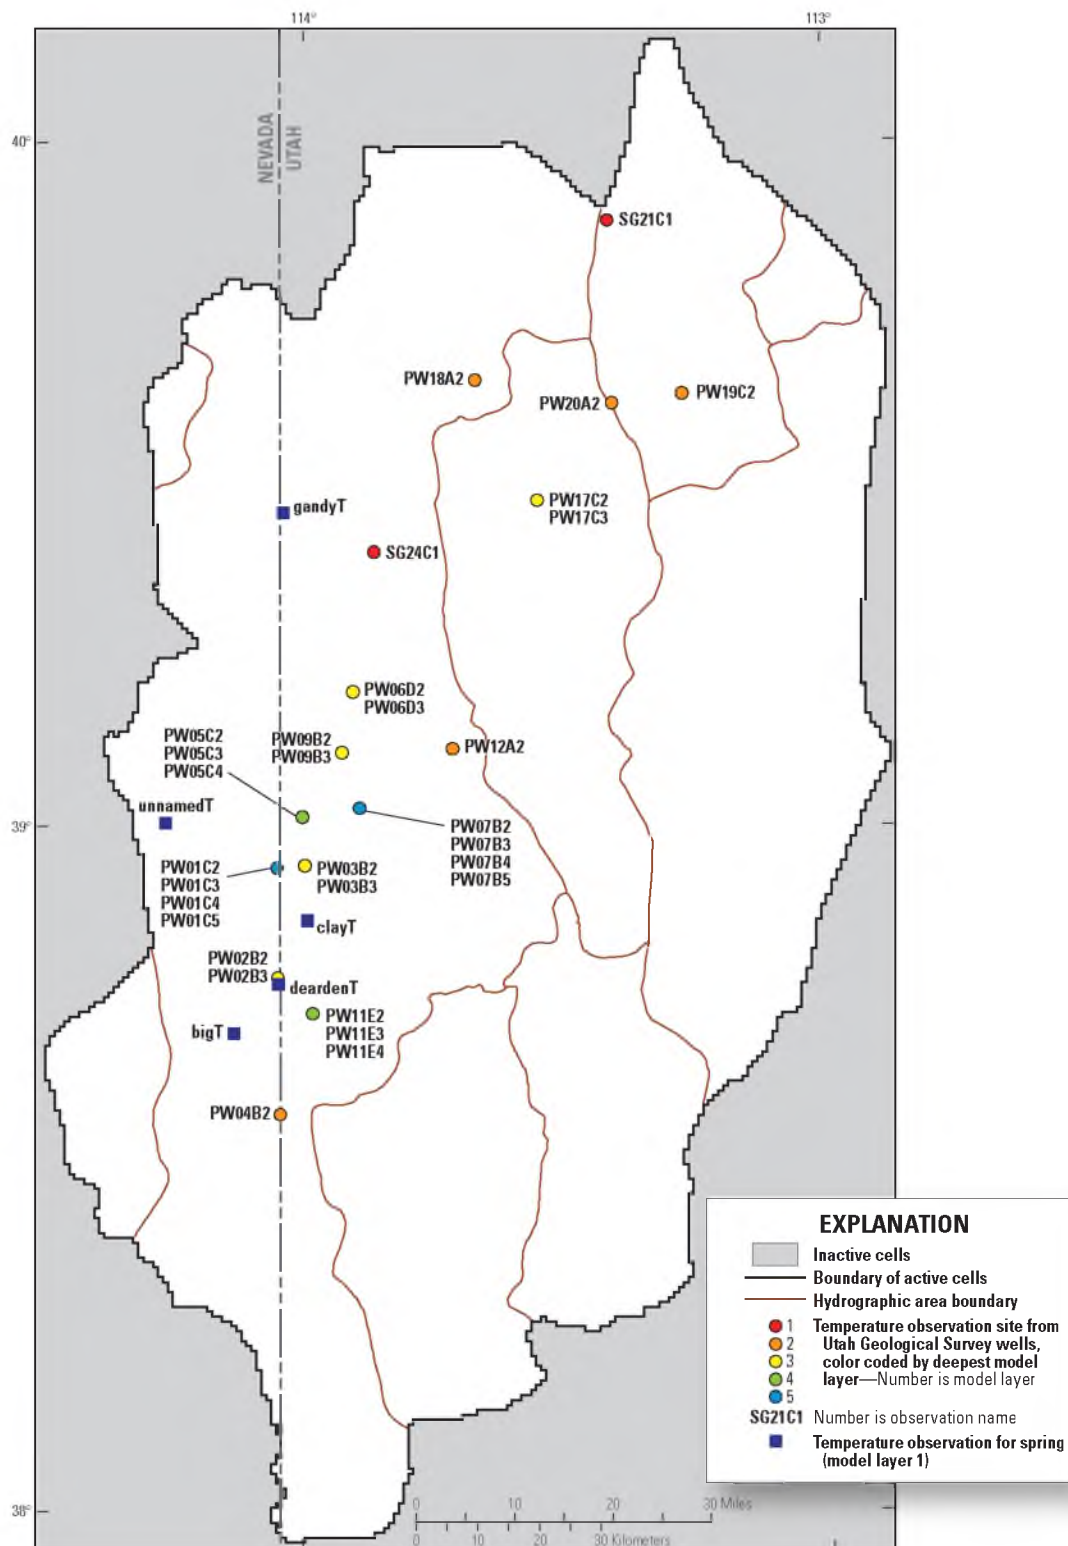 114°
113°
40°
NEVADA
UTAH
SG21C1
PW18A2
PW20A2
PW19C2
PW17C2
PW17C3
gandyT
SG24C1
PW06D2
PW06D3
PW05C2
PW05C3
PW05C4
PW09B2
PW09B3
PW12A2
unnamedT
39°
PW07B2
PW07B3
PW07B4
PW07B5
PW01C2
PW01C3
PW01C4
PW01C5
PW03B2
PW03B3
clayT
PW02B2
PW02B3
deardenT
bigT
PW11E2
PW11E3
PW11E4
PW04B2
EXPLANATION
Inactive cells
Boundary of active cells
Hydrographic area boundary
1 Temperature observation site from
2 Utah Geological Survey wells,
3 color coded by deepest model
4 layer—Number is model layer
5
SG21C1 Number is observation name
Temperature observation for spring
(model layer 1)
38°
0 10 20 30 Miles
0 10 20 30 Kilometers